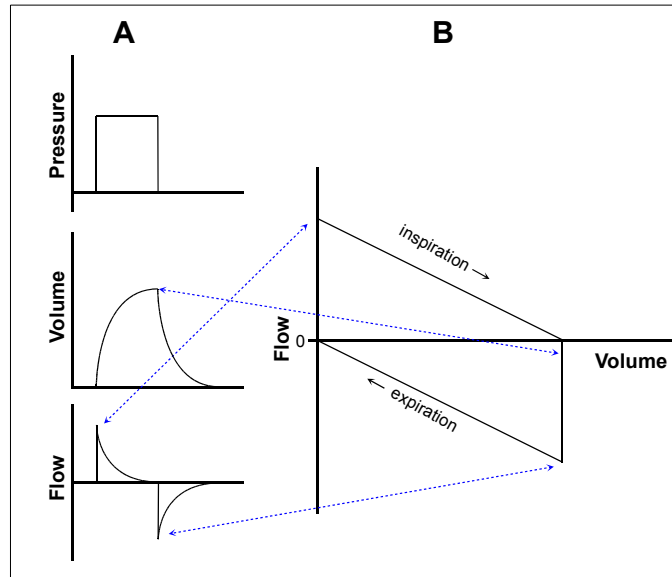 A
B
Pressure
Volume
Flow
Flow
0
inspiration →
← expiration
Volume